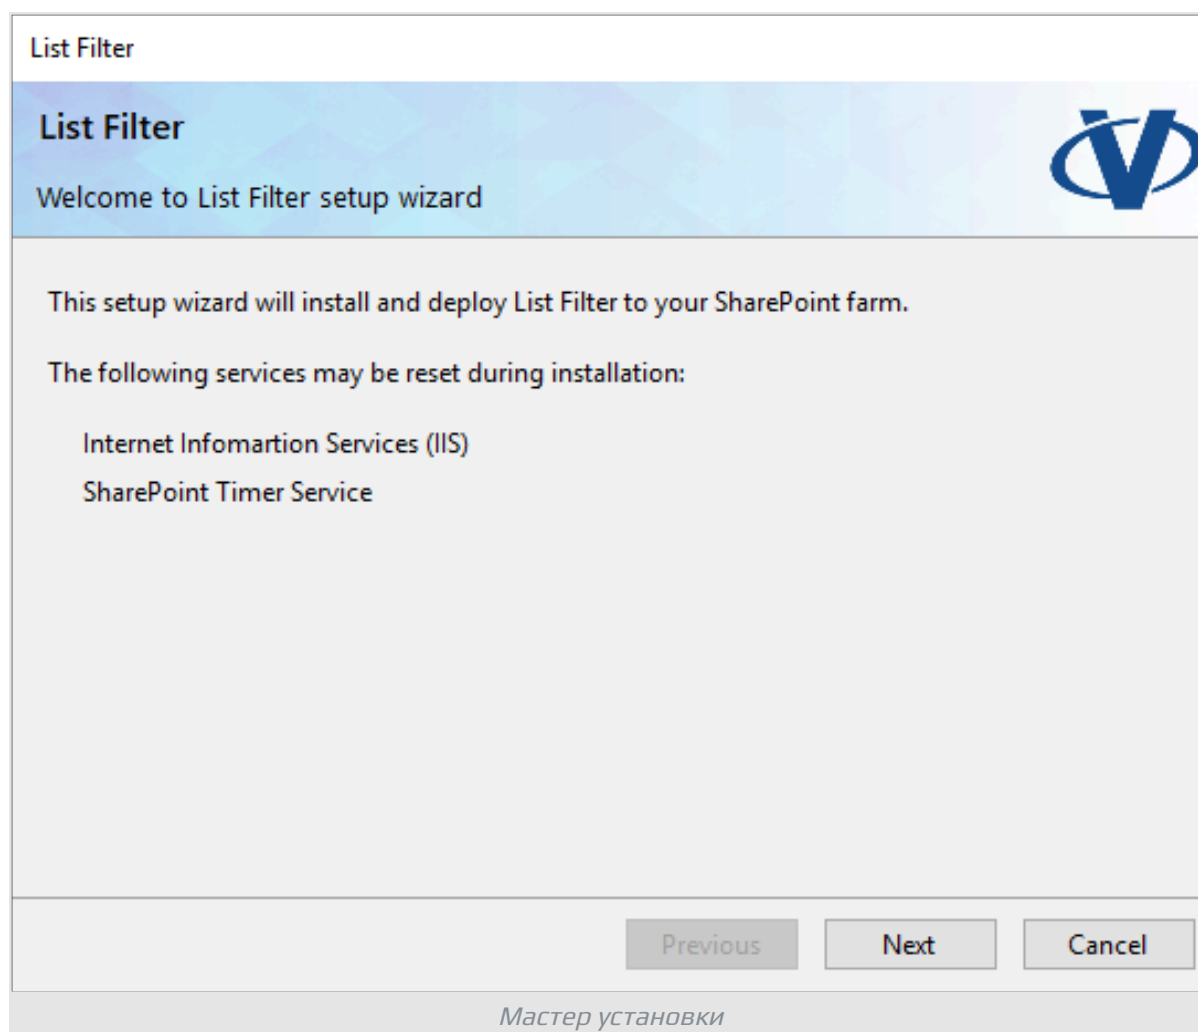 List Filter
List Filter
Welcome to List Filter setup wizard
This setup wizard will install and deploy List Filter to your SharePoint farm.
The following services may be reset during installation:
Internet Infomartion Services (IIS)
SharePoint Timer Service
Previous Next Cancel
Мастер установки